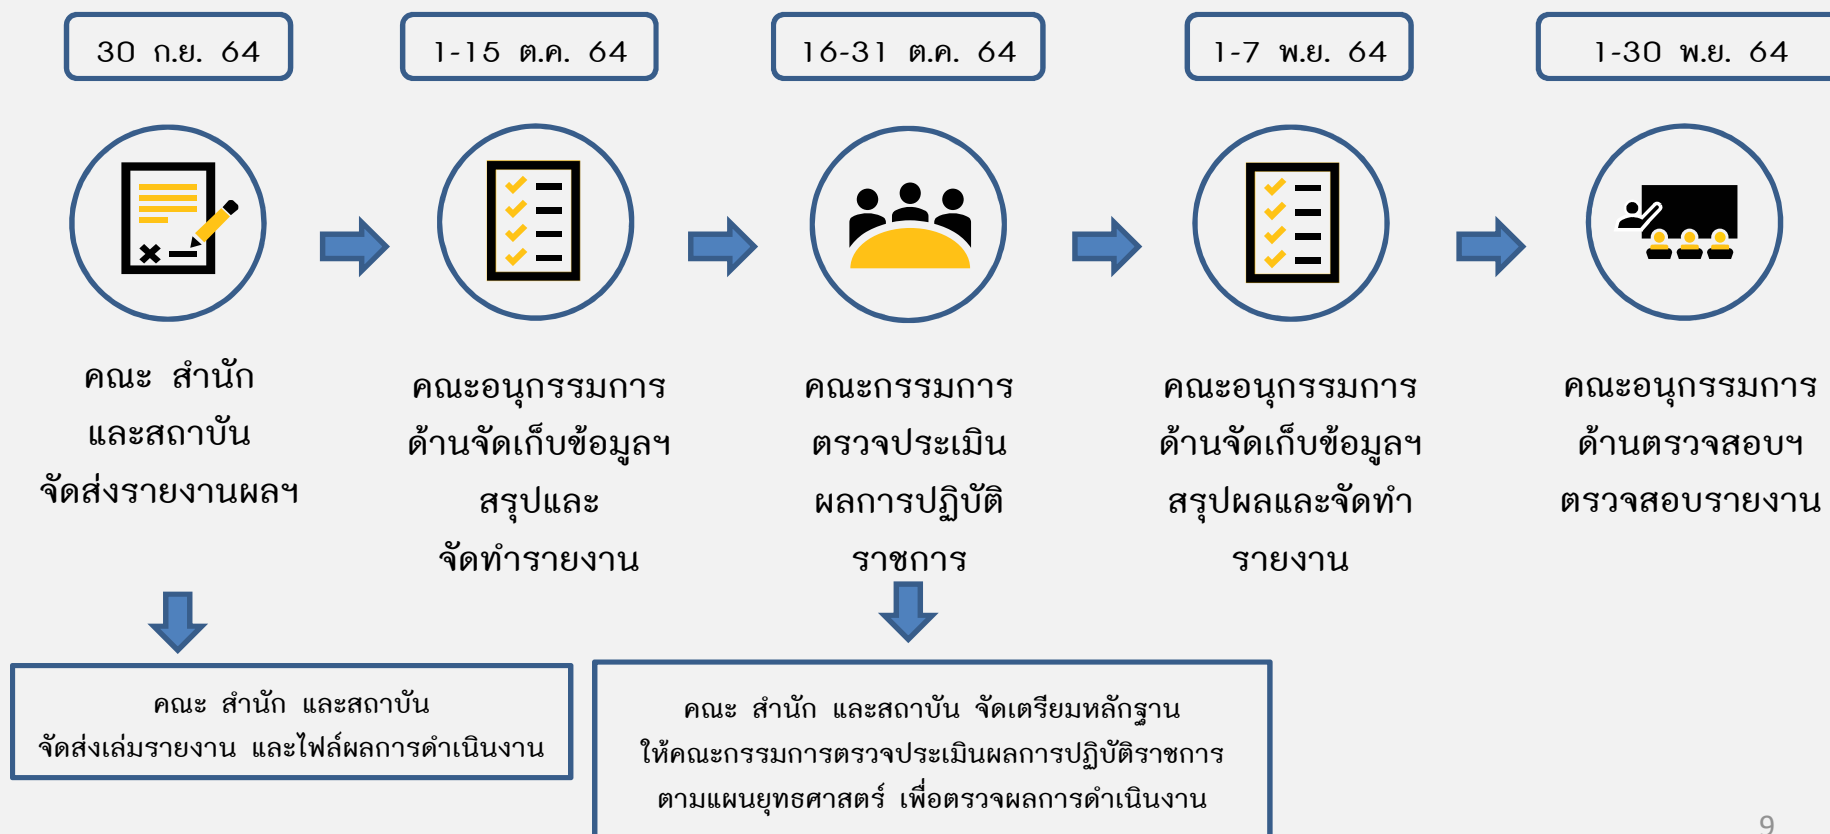 30 ก.ย. 64
1-15 ต.ค. 64
16-31 ต.ค. 64
1-7 พ.ย. 64
1-30 พ.ย. 64
คณะ สำนัก
และสถาบัน
จัดส่งรายงานผลฯ
คณะอนุกรรมการ
ด้านจัดเก็บข้อมูลฯ
สรุปและ
จัดทำรายงาน
คณะกรรมการ
ตรวจประเมิน
ผลการปฏิบัติ
ราชการ
คณะอนุกรรมการ
ด้านจัดเก็บข้อมูลฯ
สรุปผลและจัดทำ
รายงาน
คณะอนุกรรมการ
ด้านตรวจสอบฯ
ตรวจสอบรายงาน
คณะ สำนัก และสถาบัน
จัดส่งเล่มรายงาน และไฟล์ผลการดำเนินงาน
คณะ สำนัก และสถาบัน จัดเตรียมหลักฐาน
ให้คณะกรรมการตรวจประเมินผลการปฏิบัติราชการ
ตามแผนยุทธศาสตร์ เพื่อตรวจผลการดำเนินงาน
9